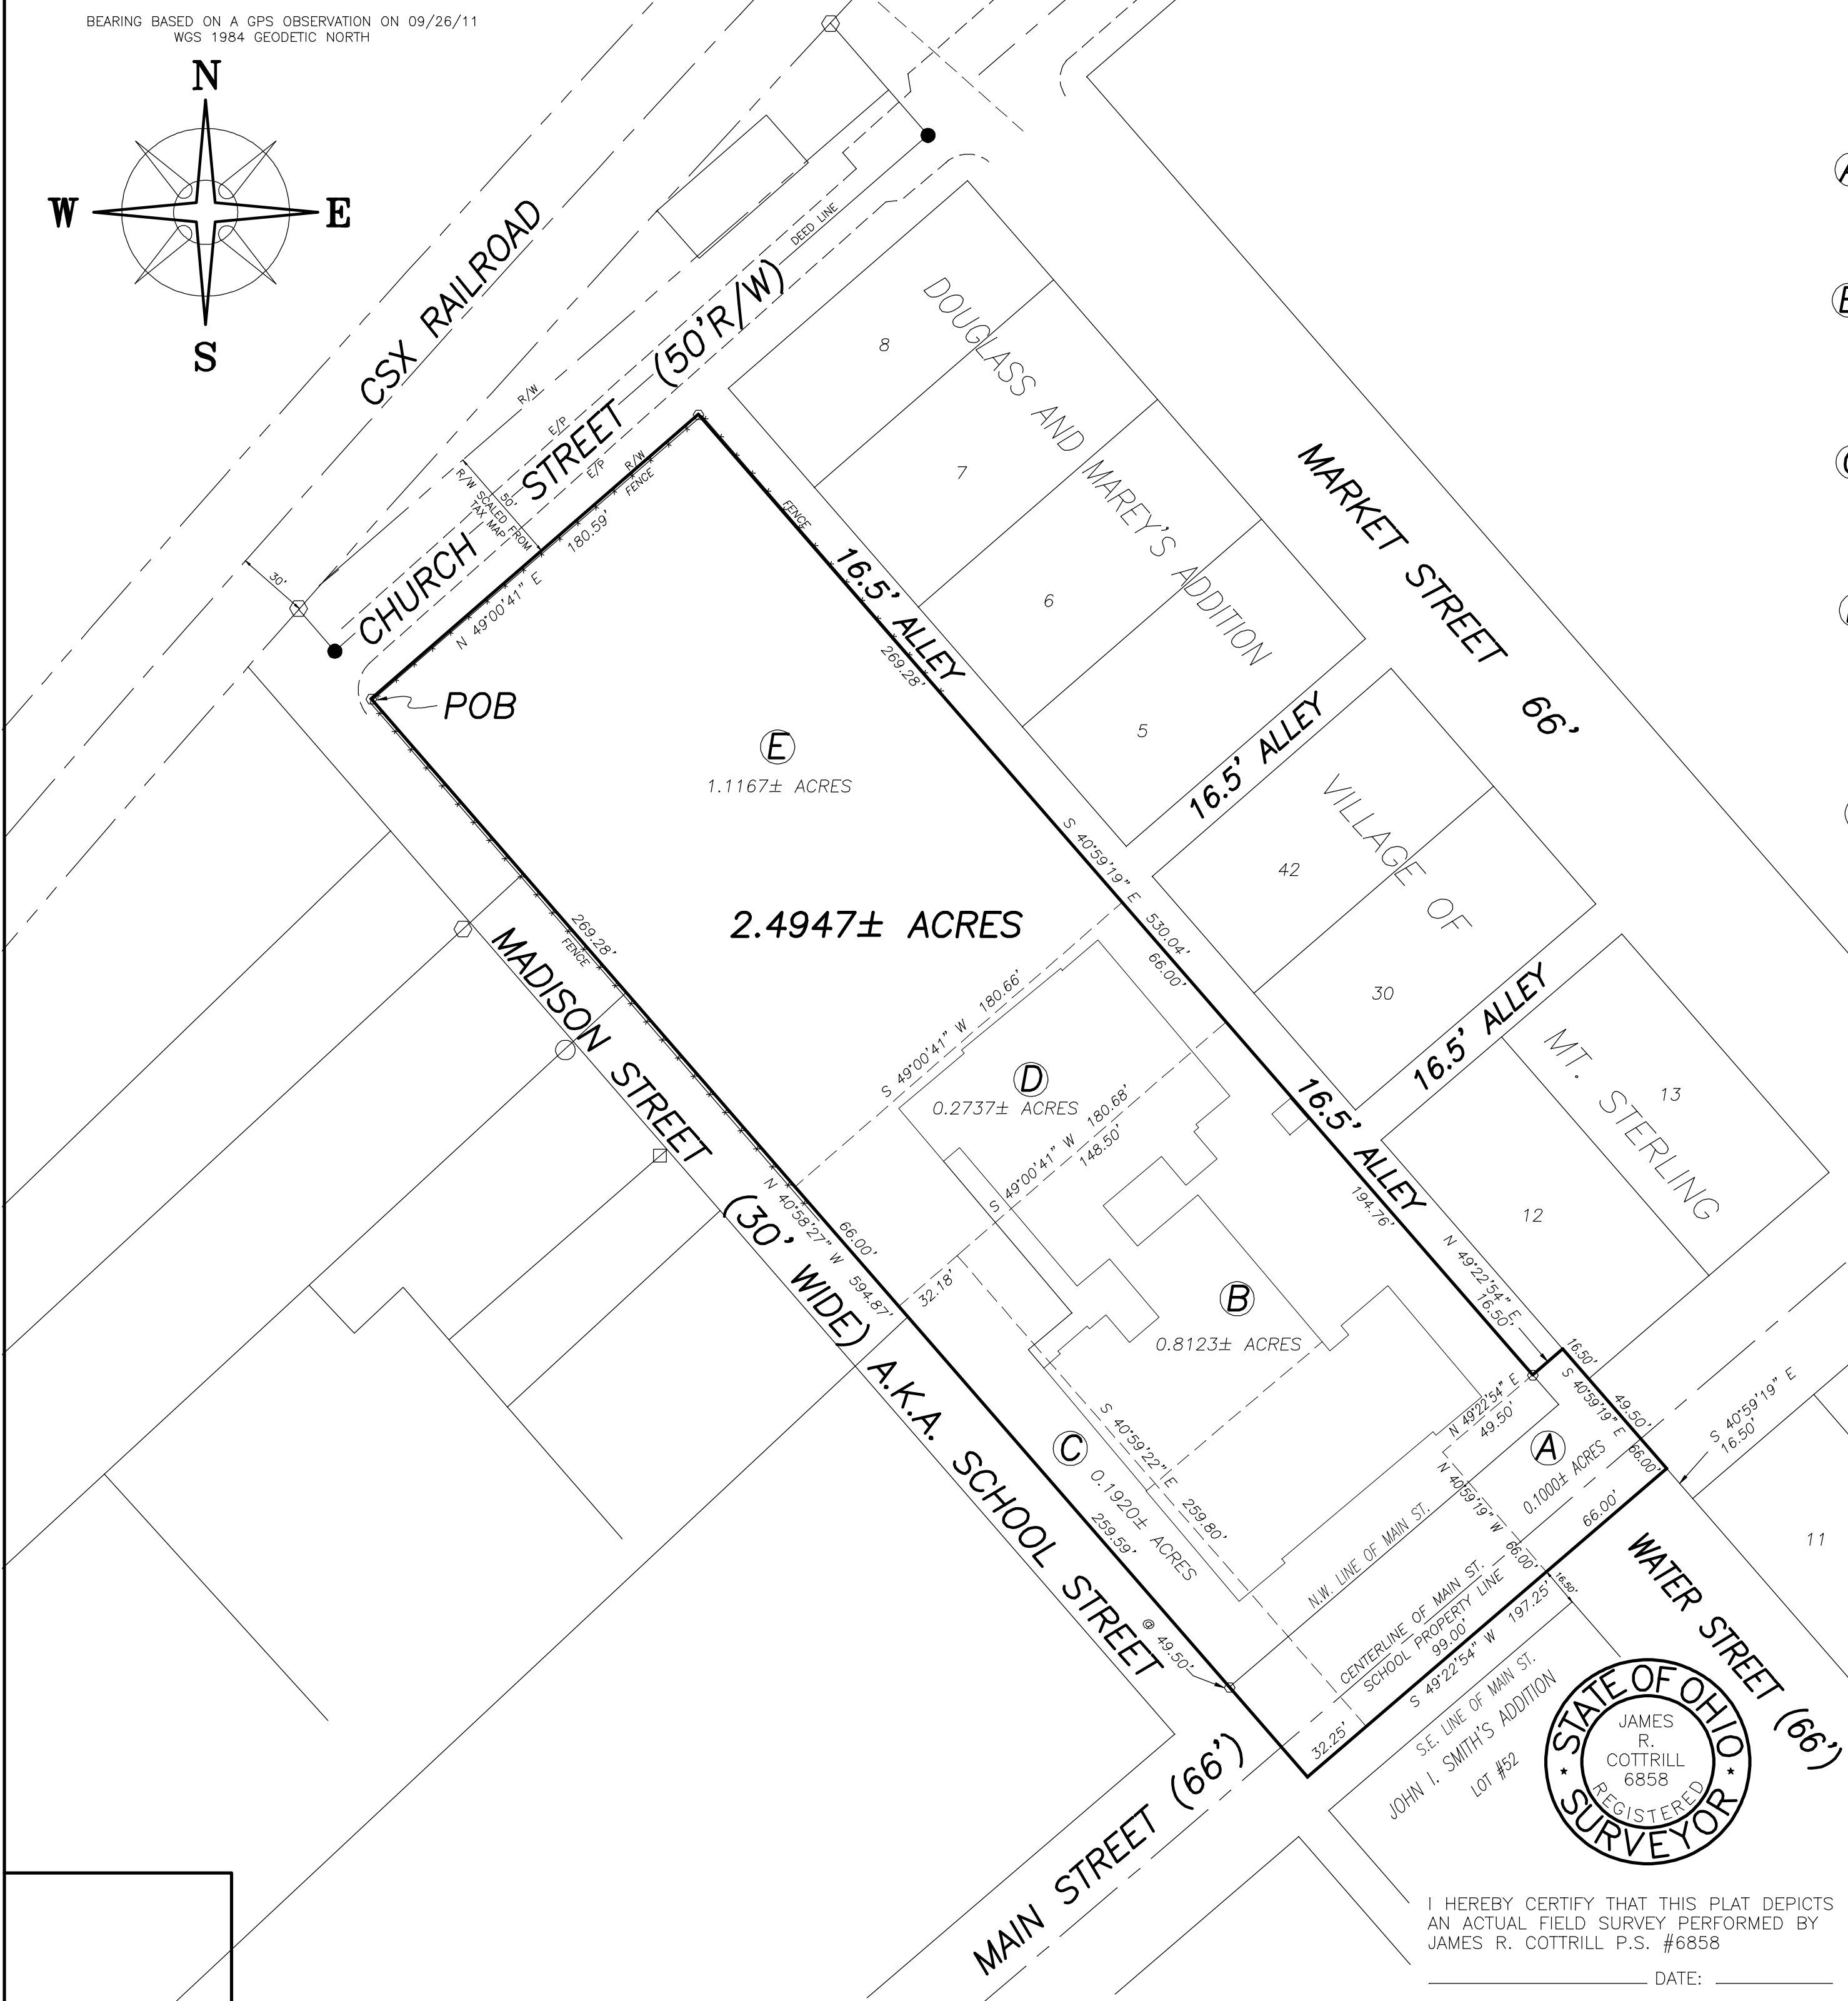 BEARING BASED ON A GPS OBSERVATION ON 09/26/11
WGS 1984 GEODETIC NORTH
N
W
E
S
CSX RAILROAD
DEED LINE
CHURCH STREET (50'R/W)
R/W
E/P
E/P
R/W
FENCE
50'
R/W SCALED FROM
TAX MAP
180.59'
N 49°00'41" E
30'
POB
FENCE
16.5' ALLEY
269.28'
8
7
6
5
DOUGLASS AND MAREY'S ADDITION
MARKET STREET 66'
16.5' ALLEY
E
1.1167± ACRES
2.4947± ACRES
S 40°59'19" E 530.04'
66.00'
42
30
VILLAGE OF
16.5' ALLEY
MT. STERLING
13
12
11
269.28'
FENCE
MADISON STREET (30' WIDE) A.K.A. SCHOOL STREET
S 49°00'41" W 180.66'
D
0.2737± ACRES
S 49°00'41" W 180.68'
148.50'
N 40°58'27" W 594.87'
66.00'
32.18'
16.5' ALLEY
194.76'
N 49°22'54" E
16.50'
B
0.8123± ACRES
16.50'
S 40°59'19" E 66.00'
49.50'
S 40°59'19" E
16.50'
N 49°22'54" E
49.50'
A
0.1000± ACRES
N 40°59'19" W 66.00'
66.00'
C
0.1920± ACRES
S 40°59'22" E 259.80'
259.59'
@ 49.50'
N.W. LINE OF MAIN ST.
CENTERLINE OF MAIN ST.
SCHOOL PROPERTY LINE
99.00'
S 49°22'54" W 197.25'
16.50'
32.25'
S.E. LINE OF MAIN ST.
JOHN I. SMITH'S ADDITION
LOT #52
WATER STREET (66')
MAIN STREET (66')
STATE OF OHIO
JAMES
R.
COTTRILL
6858
REGISTERED
SURVEYOR
I HEREBY CERTIFY THAT THIS PLAT DEPICTS
AN ACTUAL FIELD SURVEY PERFORMED BY
JAMES R. COTTRILL P.S. #6858
DATE: